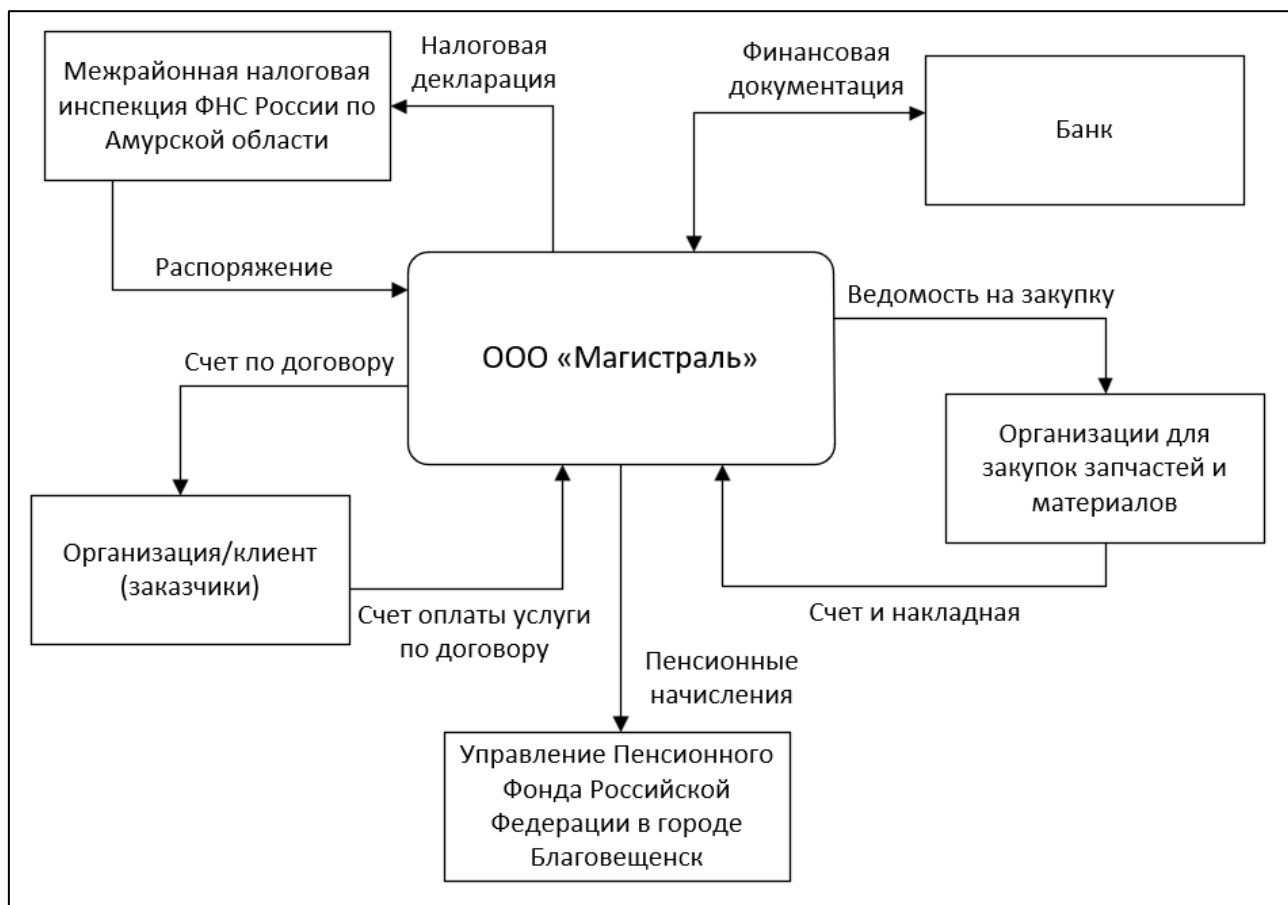 Налоговая
декларация
Финансовая
документация
Межрайонная налоговая
инспекция ФНС России по
Амурской области
Банк
Распоряжение
Ведомость на закупку
ООО «Магистраль»
Счет по договору
Организации для
закупок запчастей и
материалов
Организация/клиент
(заказчики)
Счет оплаты услуги
по договору
Счет и накладная
Пенсионные
начисления
Управление Пенсионного
Фонда Российской
Федерации в городе
Благовещенск